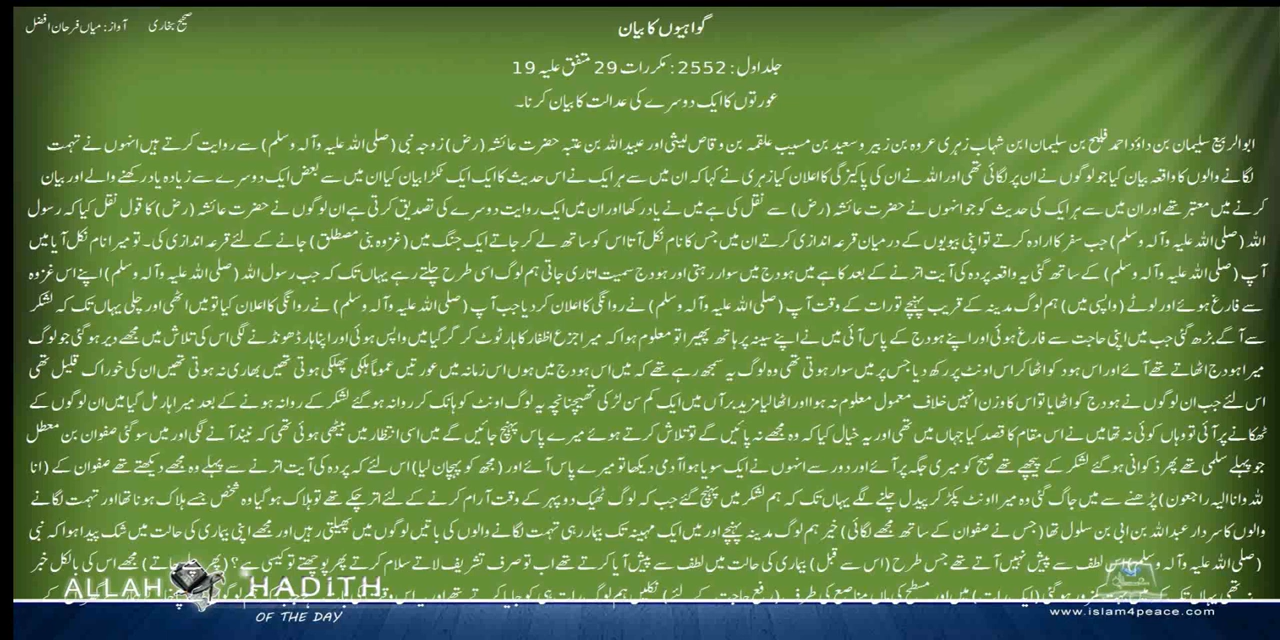 صحیح بخاری
آواز: میاں فرحان افضل
گواہیوں کا بیان
جلد اول : 2552 : مکررات 29 متفق علیہ 19
عورتوں کا ایک دوسرے کی عدالت کا بیان کرنا۔
ابوالربیع سلیمان بن داؤد احمد فلیح بن سلیمان ابن شہاب زہری عروہ بن زبیر و سعید بن مسیب علقمہ بن وقاص لیثی اور عبید اللہ بن عتبہ حضرت عائشہ (رض) زوجہ نبی (صلی اللہ علیہ وآلہ وسلم) سے روایت کرتے ہیں انہوں نے تہمت
لگانے والوں کا واقعہ بیان کیا جو لوگوں نے ان پر لگائی تھی اور اللہ نے ان کی پاکیزگی کا اعلان کیا زہری نے کہا کہ ان میں سے ہر ایک نے اس حدیث کا ایک ایک ٹکڑا بیان کیا ان میں سے بعض ایک دوسرے سے زیادہ یاد رکھنے والے اور بیان
کرنے میں معتبر تھے اور ان میں سے ہر ایک کی حدیث کو جو انہوں نے حضرت عائشہ (رض) سے نقل کی ہے میں نے یاد رکھا اور ان میں ایک روایت دوسرے کی تصدیق کرتی ہے ان لوگوں نے حضرت عائشہ (رض) کا قول نقل کیا کہ رسول
اللہ (صلی اللہ علیہ وآلہ وسلم) جب سفر کا ارادہ کرتے تو اپنی بیویوں کے درمیان قرعہ اندازی کرتے ان میں جس کا نام نکل آتا اس کو ساتھ لے کر جاتے ایک جنگ میں (غزوہ بنی مصطلق) جانے کے لئے قرعہ اندازی کی۔ تو میرا نام نکل آیا میں
آپ (صلی اللہ علیہ وآلہ وسلم) کے ساتھ گئی یہ واقعہ پردہ کی آیت اترنے کے بعد کا ہے میں ہودج میں سوار رہتی اور ہودج سمیت اتاری جاتی ہم لوگ اسی طرح چلتے رہے یہاں تک کہ جب رسول اللہ (صلی اللہ علیہ وآلہ وسلم) اپنے اس غزوہ
سے فارغ ہوئے اور لوٹے (واپسی میں) ہم لوگ مدینہ کے قریب پہنچے تو رات کے وقت آپ (صلی اللہ علیہ وآلہ وسلم) نے روانگی کا اعلان کر دیا جب آپ (صلی اللہ علیہ وسلم) نے روانگی کا اعلان کیا تو میں اٹھی اور چلی یہاں تک کہ لشکر
سے آگے بڑھ گئی جب میں اپنی حاجت سے فارغ ہوئی اور اپنے ہودج کے پاس آئی میں نے اپنے سینہ پر ہاتھ پھیرا تو معلوم ہوا کہ میرا جزع اظفار کا ہار ٹوٹ کر گر گیا میں واپس ہوئی اور اپنا ہار ڈھونڈنے لگی اس کی تلاش میں مجھے دیر ہو گئی جو لوگ
میرا ہودج اٹھاتے تھے آئے اور اس ہود کو اٹھا کر اس اونٹ پر رکھ دیا جس پر میں سوار ہوتی تھی وہ لوگ یہ سمجھ رہے تھے کہ میں اس ہودج میں ہوں اس زمانہ میں عورتیں عموماً ہلکی پھلکی ہوتی تھیں بھاری نہ ہوتی تھیں ان کی خوراک قلیل تھی
اس لئے جب ان لوگوں نے ہودج کو اٹھایا تو اس کا وزن انہیں خلاف معمول معلوم نہ ہوا اور اٹھا لیا مزید برآں میں ایک کم سن لڑکی تھی چنانچہ یہ لوگ اونٹ کو ہانک کر روانہ ہو گئے لشکر کے روانہ ہونے کے بعد میرا ہار مل گیا میں ان لوگوں کے
ٹھکانے پر آئی تو وہاں کوئی نہ تھا میں نے اس مقام کا قصد کیا جہاں میں تھی اور یہ خیال کیا کہ وہ مجھے نہ پائیں گے تو تلاش کرتے ہوئے میرے پاس پہنچ جائیں گے میں اسی انتظار میں بیٹھی ہوئی تھی کہ نیند آنے لگی اور میں سو گئی صفوان بن معطل
جو پہلے سلمی تھے پھر ذکوانی ہو گئے لشکر کے پیچھے تھے صبح کو میری جگہ پر آئے اور دور سے انہوں نے ایک سویا ہوا آدمی دیکھا تو میرے پاس آئے اور (مجھ کو پہچان لیا) اس لئے کہ پردہ کی آیت اترنے سے پہلے وہ مجھے دیکھتے تھے صفوان کے (انا
للہ وانا الیہ راجعون) پڑھنے سے میں جاگ گئی وہ میرا اونٹ پکڑ کر پیدل چلنے لگے یہاں تک کہ ہم لشکر میں پہنچ گئے جب کہ لوگ ٹھیک دوپہر کے وقت آرام کرنے کے لئے اتر چکے تھے تو ہلاک ہو گیا وہ شخص جسے ہلاک ہونا تھا اور تہمت لگانے
والوں کا سردار عبداللہ بن ابی بن سلول تھا (جس نے صفوان کے ساتھ مجھے لگائی) خیر ہم لوگ مدینہ پہنچے اور میں ایک مہینہ تک بیمار رہی تہمت لگانے والوں کی باتیں لوگوں میں پھیلتی رہیں اور مجھے اپنی بیماری کی حالت میں شک پیدا ہوا کہ نبی
(صلی اللہ علیہ وآلہ وسلم) اس لطف سے پیش نہیں آتے تھے جس طرح (اس سے قبل) بیماری کی حالت میں لطف سے پیش آیا کرتے تھے اب تو صرف تشریف لاتے سلام کرتے پھر پوچھتے تو کیسی ہے؟ مجھے اس کی بالکل خبر
ALLAH HADITH
OF THE DAY
www.islam4peace.com